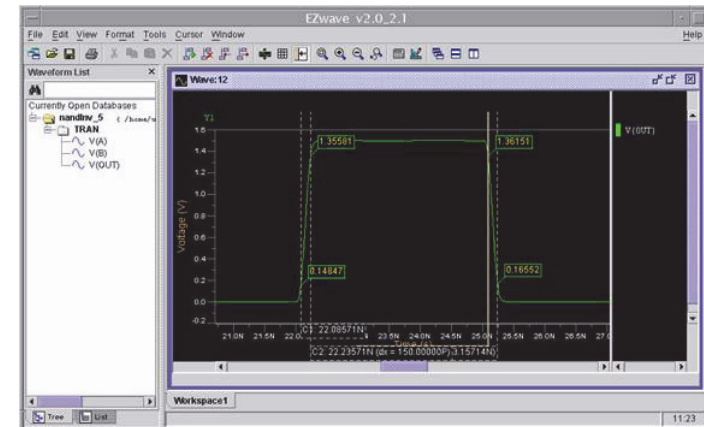 EZwave v2.0_2.1
File Edit View Format Tools Cursor Window Help
Waveform List ×
Wave:12
Currently Open Databases
nandInv_5 ( /home/w
TRAN
V(A)
V(B)
V(OUT)
Y1
V(OUT)
1.6
1.4
1.2
1.0
0.8
0.6
0.4
0.2
0.0
-0.2
Voltage (V)
1.35581
1.36151
0.14847
0.16552
21.0N 21.5N 22.0 23.5N 24.0N 24.5N 25.0N 25.5N 26.0N 26.5N 27.0
C1: 22.08571N
Time (s)
C2: 22.23571N (dx = 150.00000P) 3.15714N)
Workspace1
Tree List
11:23